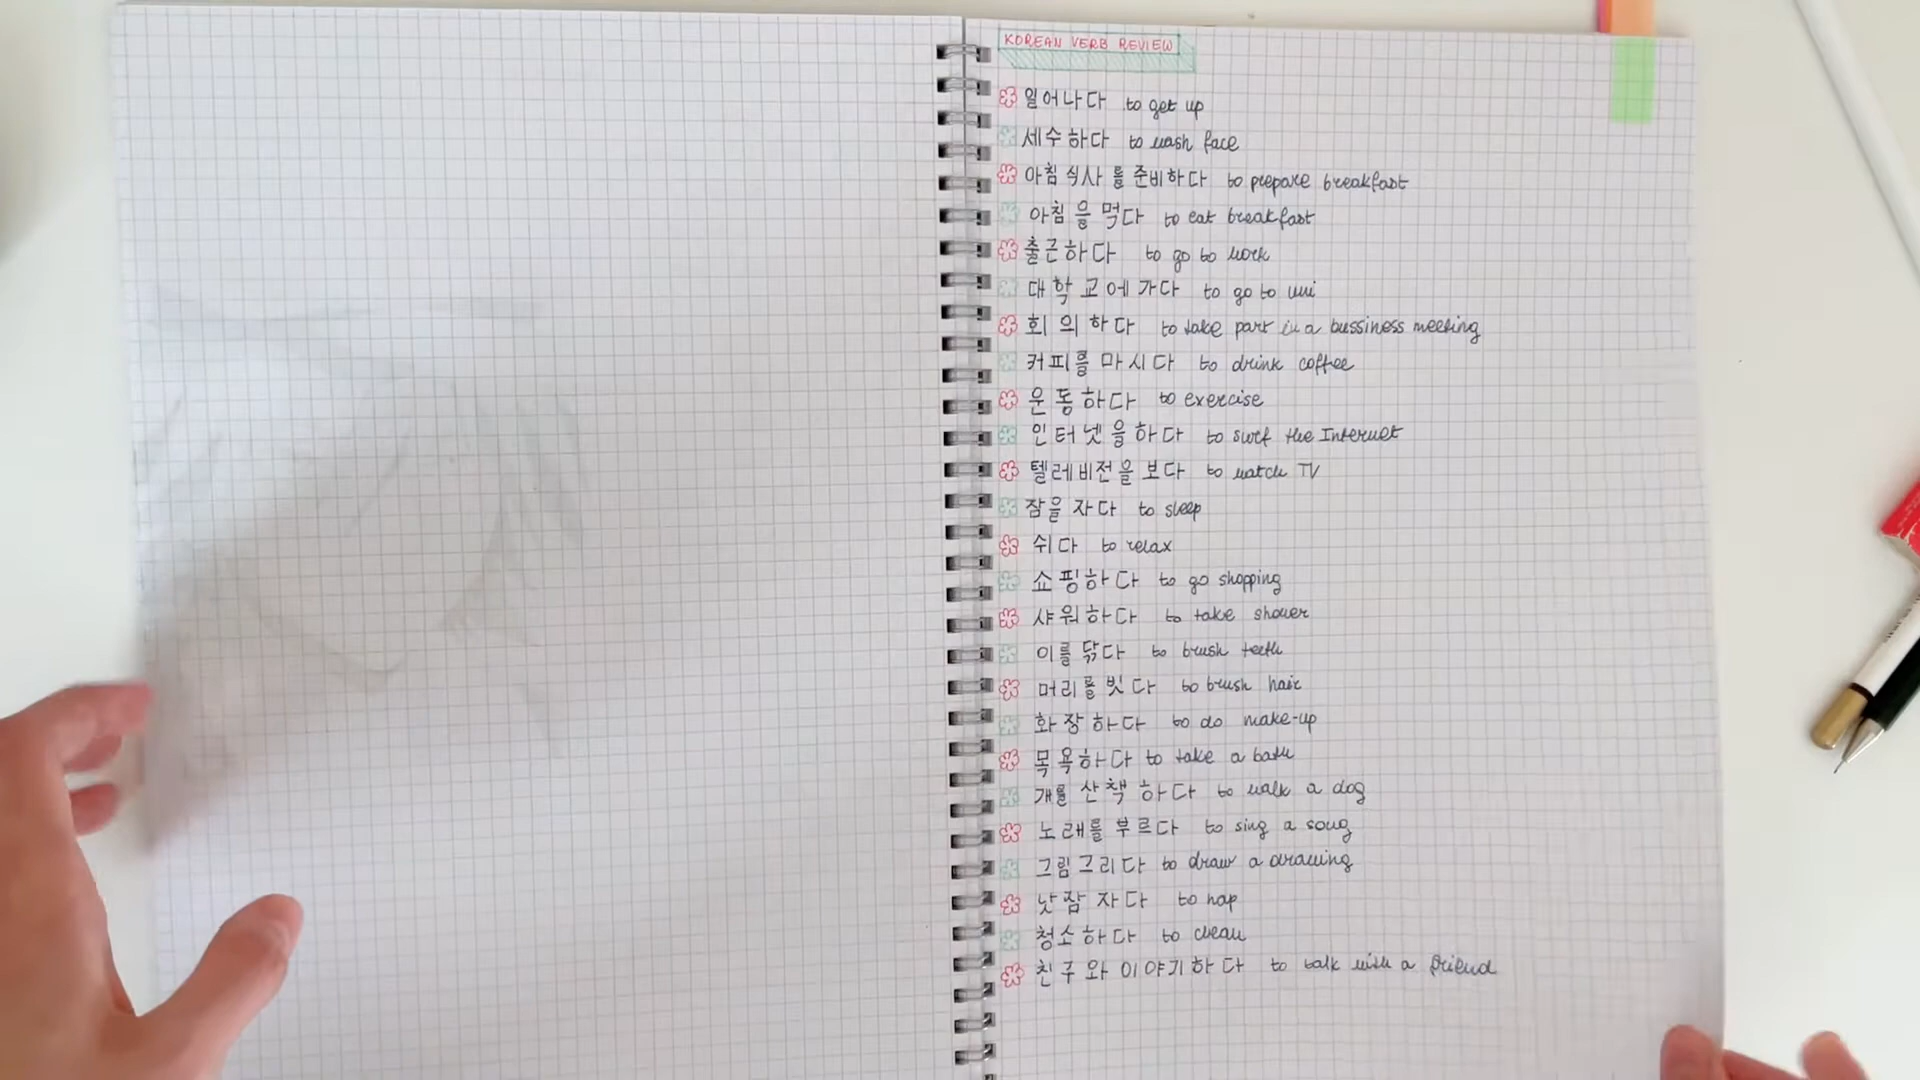 KOREAN VERB REVIEW
일어나다 to get up
세수하다 to wash face
아침식사를 준비하다 to prepare breakfast
아침을 먹다 to eat breakfast
출근하다 to go to work
대학교에 가다 to go to uni
회의하다 to take part in a bussiness meeting
커피를 마시다 to drink coffee
운동하다 to exercise
인터넷을 하다 to surf the Internet
텔레비전을 보다 to watch TV
잠을 자다 to sleep
쉬다 to relax
쇼핑하다 to go shopping
샤워하다 to take shower
이를 닦다 to brush teeth
머리를 빗다 to brush hair
화장하다 to do make-up
목욕하다 to take a bath
개를 산책하다 to walk a dog
노래를 부르다 to sing a song
그림그리다 to draw a drawing
낮잠 자다 to nap
청소하다 to clean
친구와 이야기하다 to talk with a friend